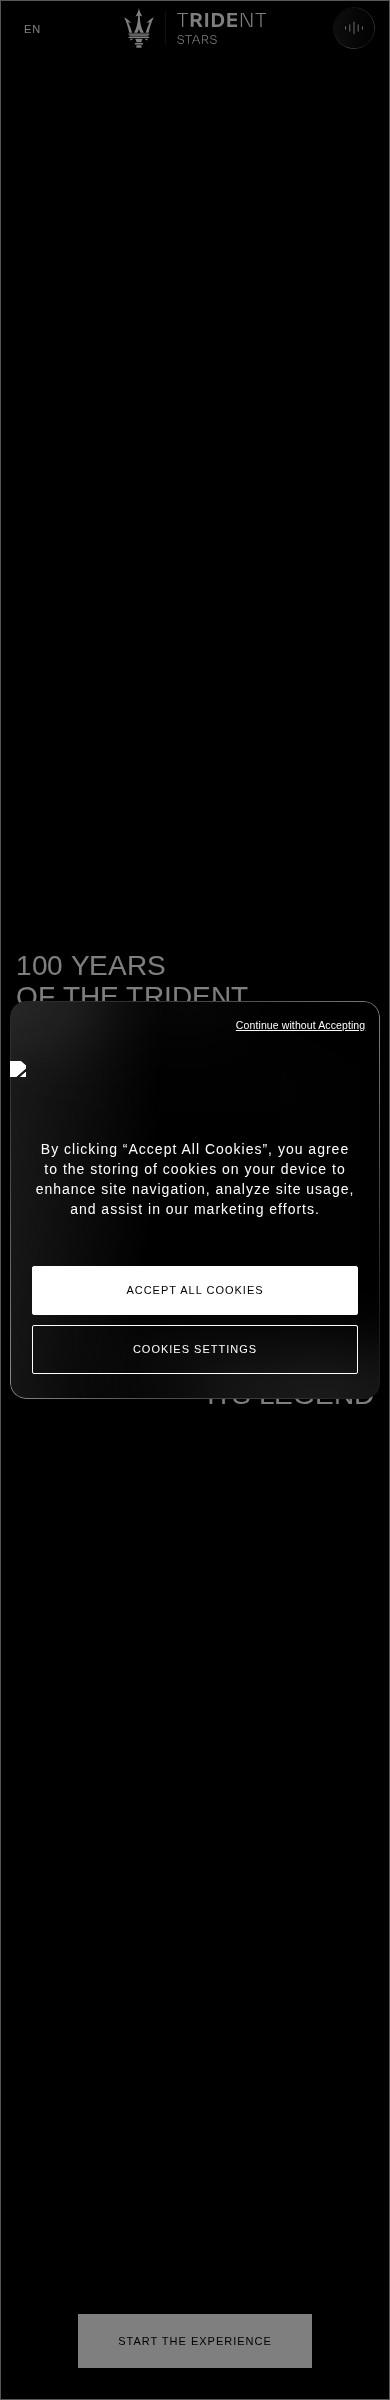 EN
TRIDENT
STARS
100 YEARS
OF THE TRIDENT
Continue without Accepting
By clicking “Accept All Cookies”, you agree
to the storing of cookies on your device to
enhance site navigation, analyze site usage,
and assist in our marketing efforts.
ACCEPT ALL COOKIES
COOKIES SETTINGS
ITS LEGEND
START THE EXPERIENCE